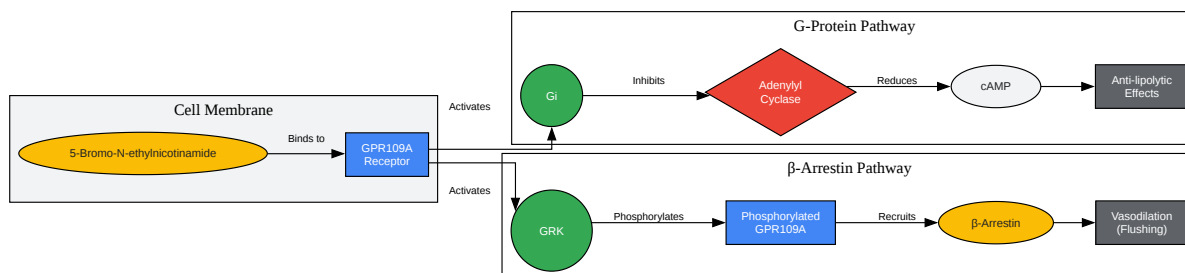 G-Protein Pathway
Gi
Inhibits
Adenylyl
Cyclase
Reduces
cAMP
Anti-lipolytic
Effects
Cell Membrane
5-Bromo-N-ethylnicotinamide
Binds to
GPR109A
Receptor
Activates
Activates
β-Arrestin Pathway
GRK
Phosphorylates
Phosphorylated
GPR109A
Recruits
β-Arrestin
Vasodilation
(Flushing)